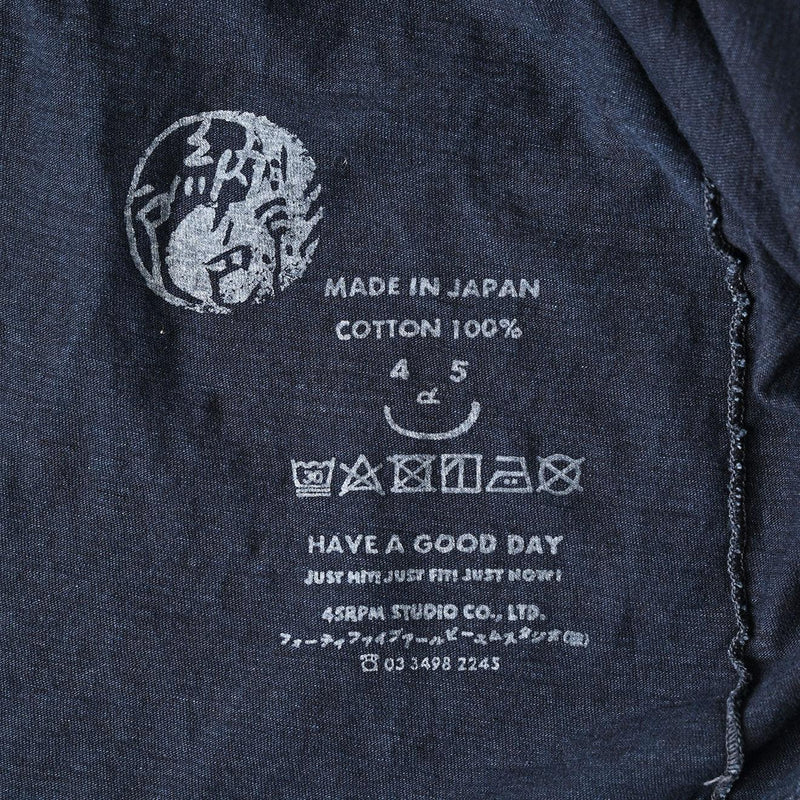 MADE IN JAPAN
COTTON 100%
4 5
R
30
HAVE A GOOD DAY
JUST HIT! JUST FIT! JUST NOW!
45RPM STUDIO CO., LTD.
フォーティファイブアールピーエムスタジオ(株)
☎ 03 3498 2245